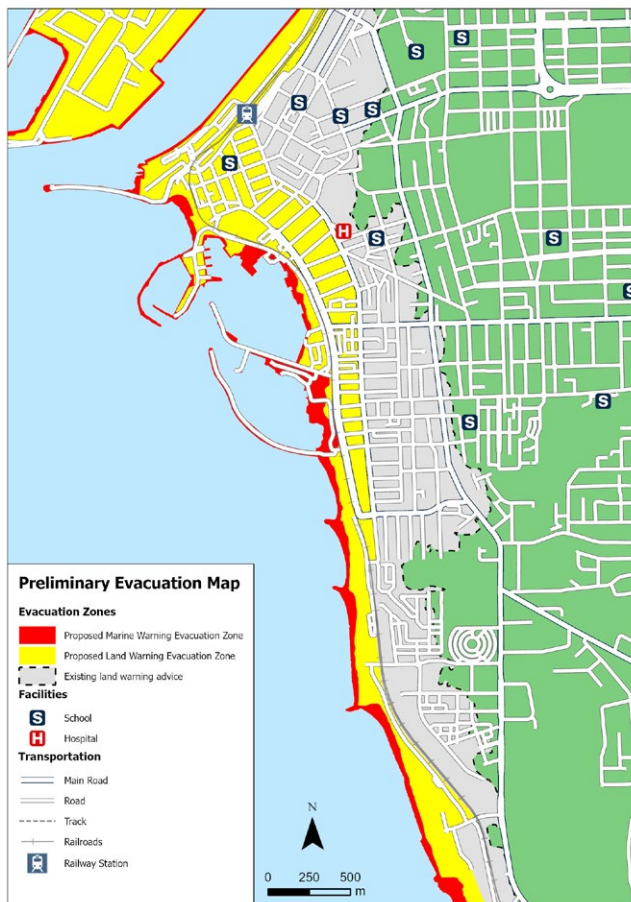 S
S
S
S
S
S
H
S
S
S
S
S
Preliminary Evacuation Map
Evacuation Zones
Proposed Marine Warning Evacuation Zone
Proposed Land Warning Evacuation Zone
Existing land warning advice
Facilities
S School
H Hospital
Transportation
Main Road
Road
Track
Railroads
Railway Station
N
0 250 500
m